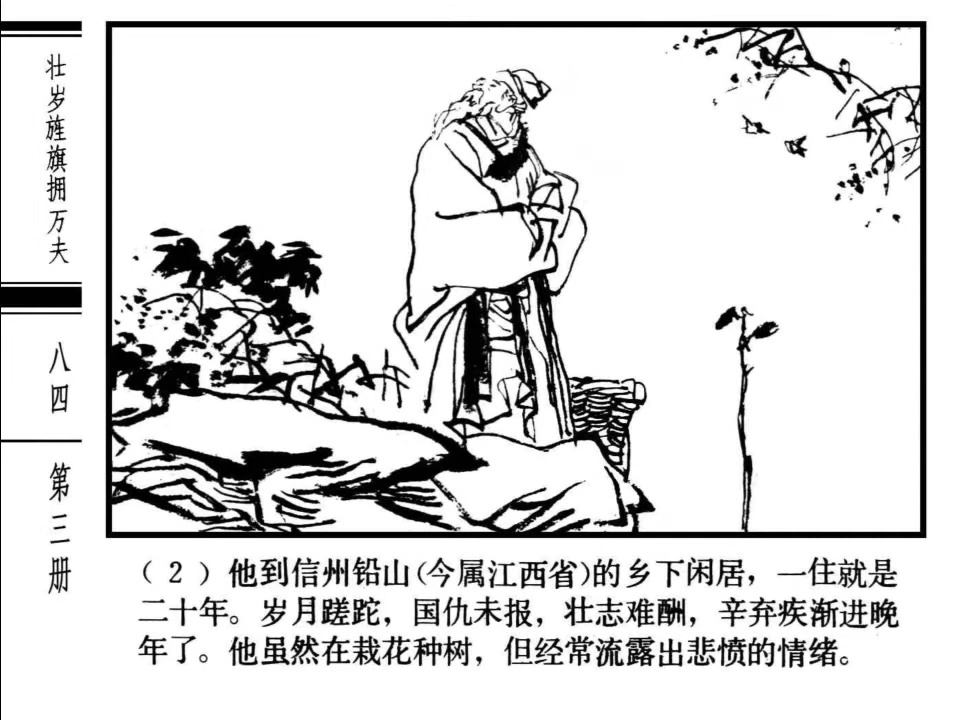 壮岁旌旗拥万夫
八四
第三册
（2）他到信州铅山(今属江西省)的乡下闲居，一住就是
二十年。岁月蹉跎，国仇未报，壮志难酬，辛弃疾渐进晚
年了。他虽然在栽花种树，但经常流露出悲愤的情绪。